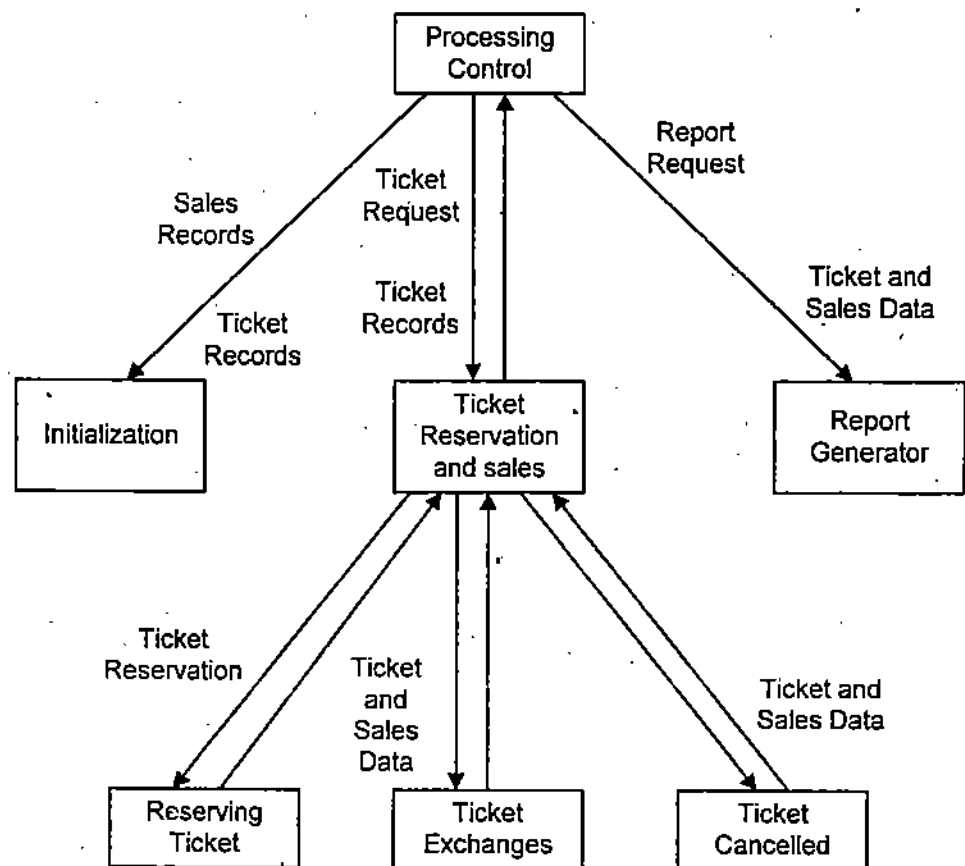 Processing
Control
Report
Request
Sales
Records
Ticket
Request
Ticket
Records
Ticket
Records
Ticket and
Sales Data
Initialization
Ticket
Reservation
and sales
Report
Generator
Ticket
Reservation
Ticket
and
Sales
Data
Ticket and
Sales Data
Reserving
Ticket
Ticket
Exchanges
Ticket
Cancelled